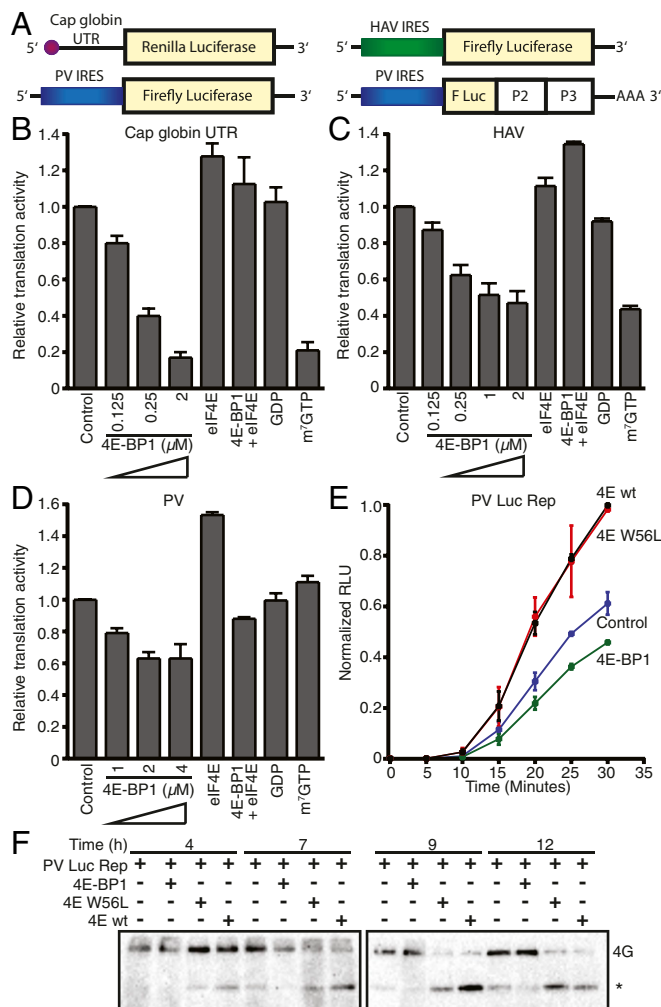 A
Cap globin
UTR
5‘ Renilla Luciferase 3‘
HAV IRES
5‘ Firefly Luciferase 3‘
PV IRES
5‘ Firefly Luciferase 3‘
PV IRES
5‘ F Luc P2 P3 AAA 3‘
B
Cap globin UTR
Relative translation activity
1.4
1.2
1.0
0.8
0.6
0.4
0.2
0
Control
0.125
0.25
2
4E-BP1 (µM)
eIF4E
4E-BP1
+ eIF4E
GDP
m⁷GTP
C
HAV
Relative translation activity
1.4
1.2
1.0
0.8
0.6
0.4
0.2
0
Control
0.125
0.25
1
2
4E-BP1 (µM)
eIF4E
4E-BP1
+ eIF4E
GDP
m⁷GTP
D
PV
Relative translation activity
1.6
1.4
1.2
1.0
0.8
0.6
0.4
0.2
0
Control
1
2
4
4E-BP1 (µM)
eIF4E
4E-BP1
+ eIF4E
GDP
m⁷GTP
E
PV Luc Rep
Normalized RLU
1.0
0.8
0.6
0.4
0.2
0
4E wt
4E W56L
Control
4E-BP1
0 5 10 15 20 25 30 35
Time (Minutes)
F
Time (h) 4 7 9 12
PV Luc Rep + + + + + + + + + + + + + + + +
4E-BP1 - + - - - + - - - + - - - + - -
4E W56L - - + - - - + - - - + - - - + -
4E wt - - - + - - - + - - - + - - - +
4G
*